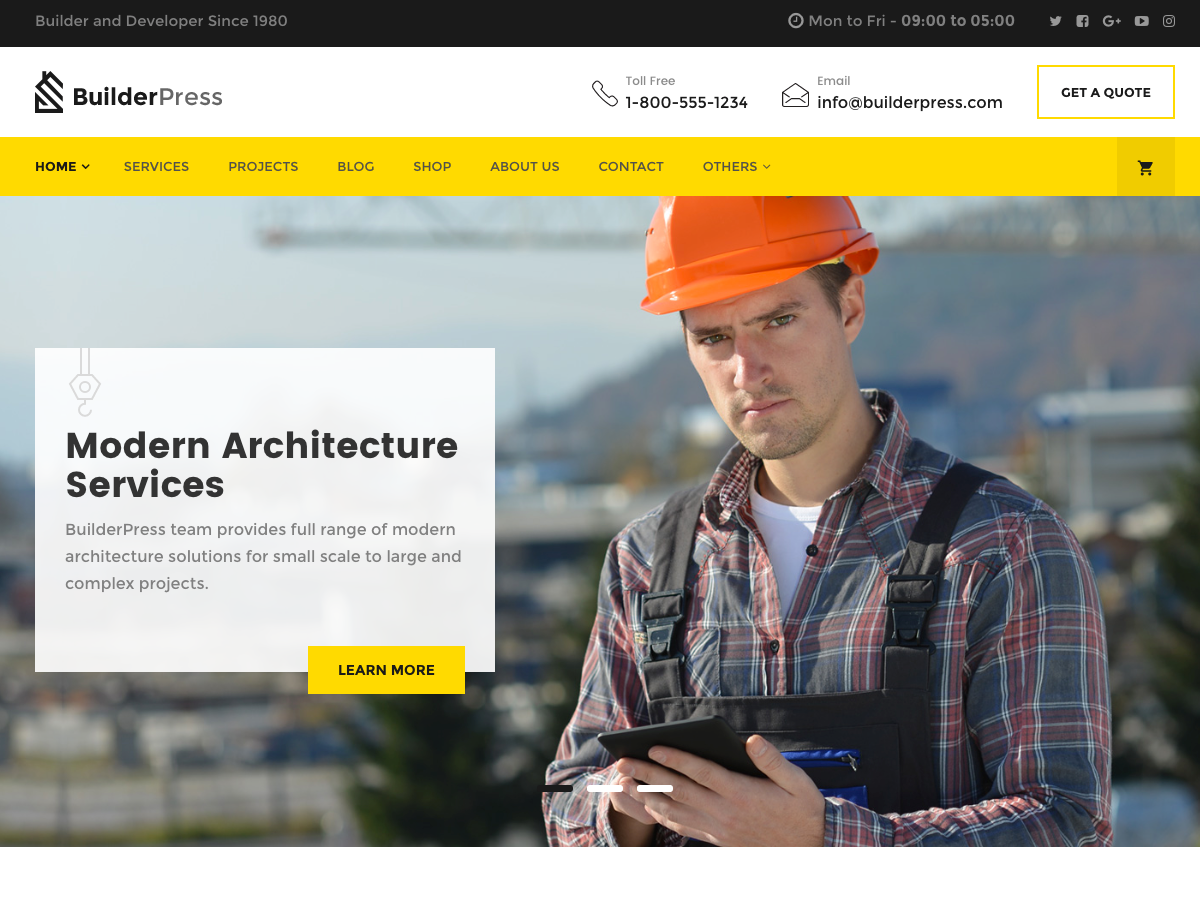 Builder and Developer Since 1980
Mon to Fri - 09:00 to 05:00
BuilderPress
Toll Free
1-800-555-1234
Email
info@builderpress.com
GET A QUOTE
HOME SERVICES PROJECTS BLOG SHOP ABOUT US CONTACT OTHERS
Modern Architecture
Services
BuilderPress team provides full range of modern
architecture solutions for small scale to large and
complex projects.
LEARN MORE